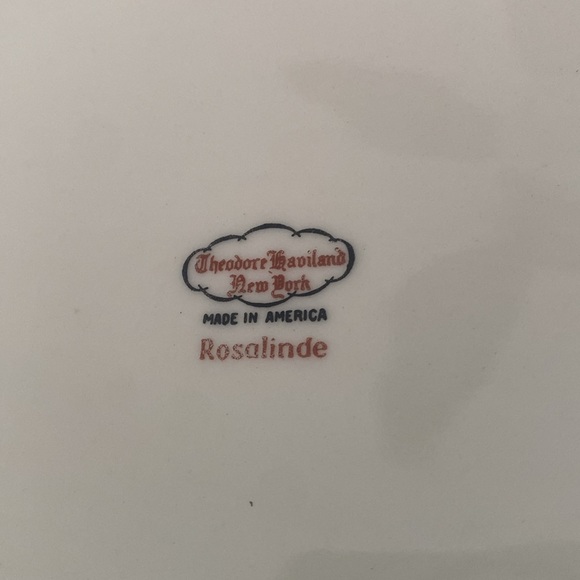 Theodore Haviland
New York
MADE IN AMERICA
Rosalinde